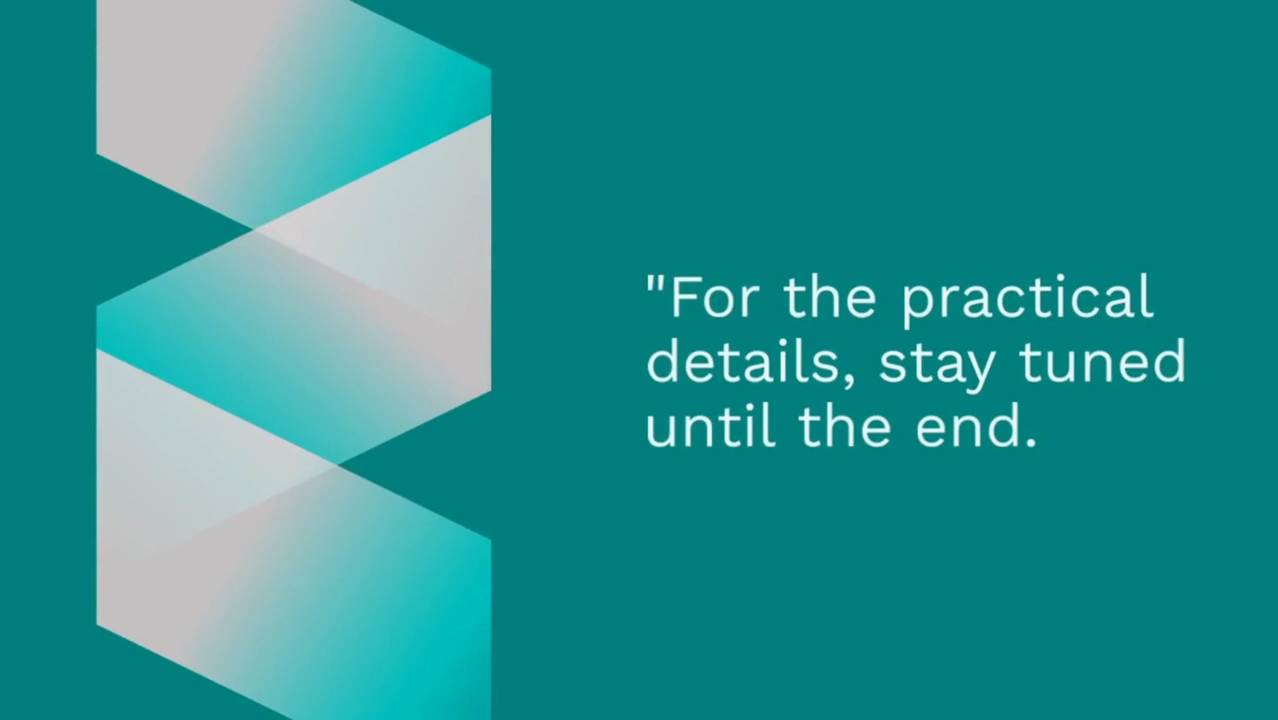 "For the practical
details, stay tuned
until the end.